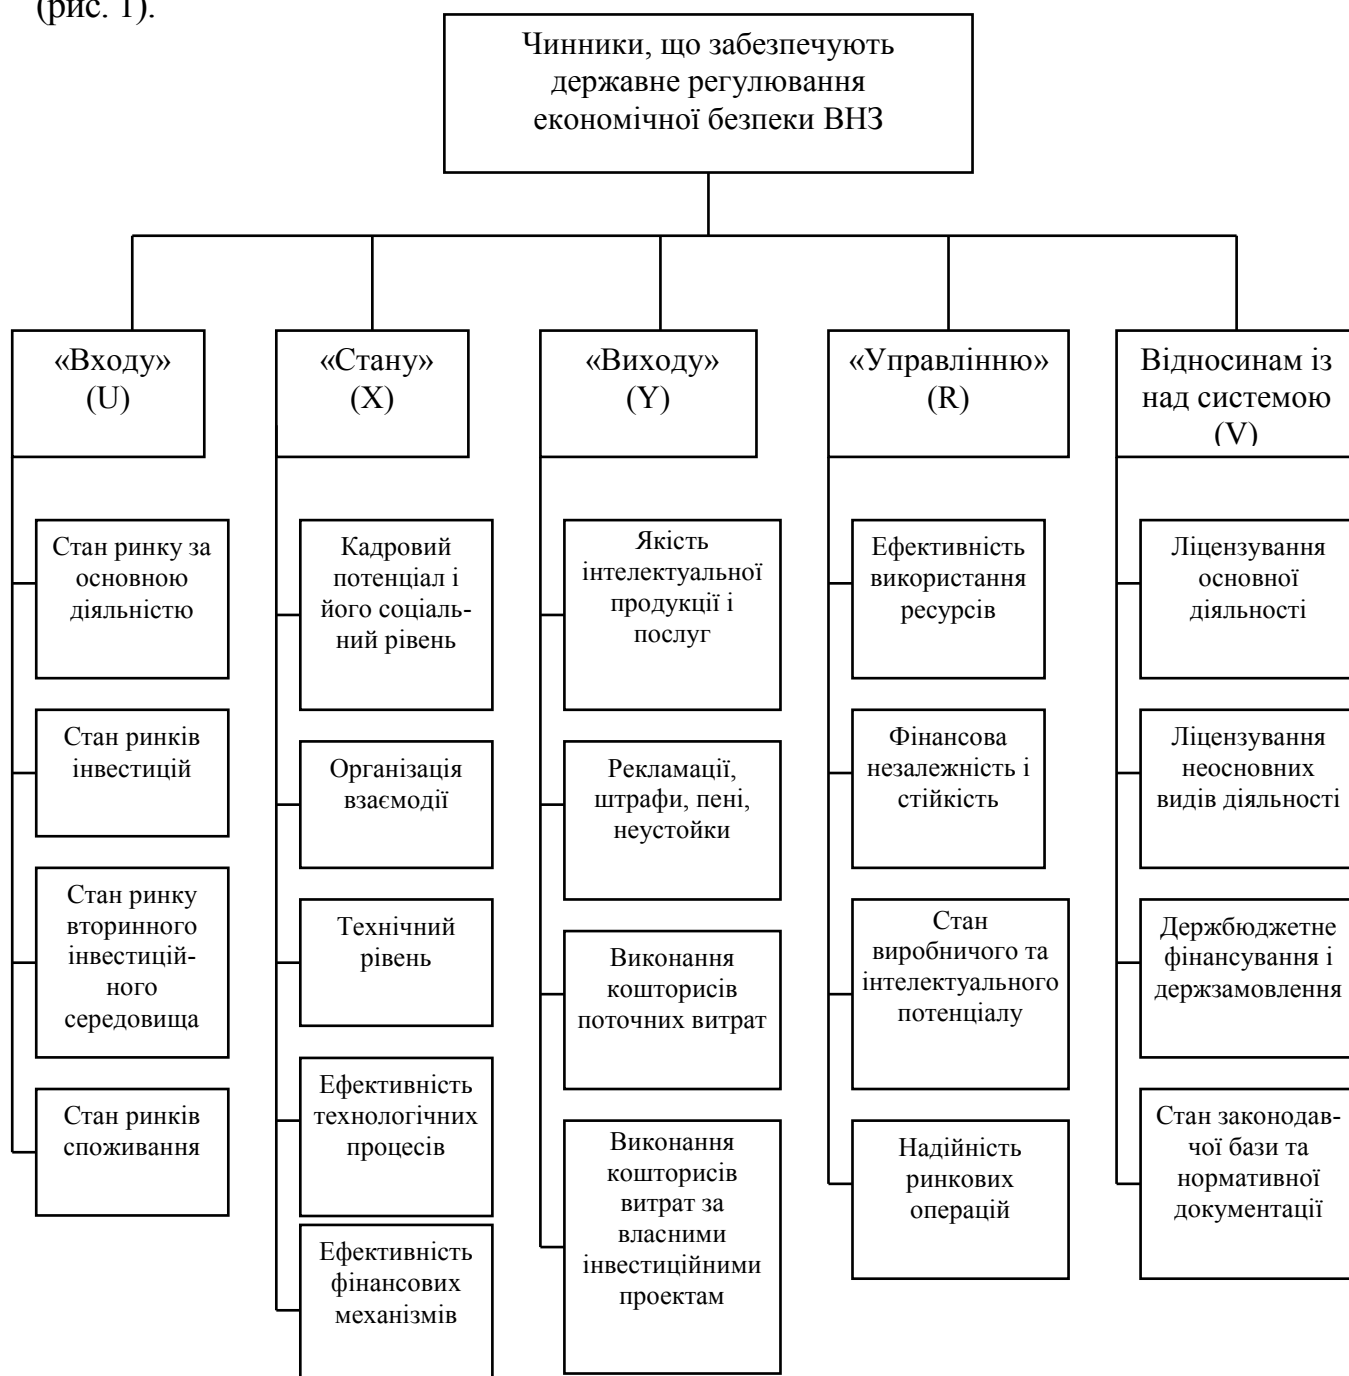 (рис. 1).
Чинники, що забезпечують
державне регулювання
економічної безпеки ВНЗ
«Входу»
(U)
«Стану»
(X)
«Виходу»
(Y)
«Управлінню»
(R)
Відносинам із
над системою
(V)
Стан ринку за
основною
діяльністю
Стан ринків
інвестицій
Стан ринку
вторинного
інвестицій-
ного
середовища
Стан ринків
споживання
Кадровий
потенціал і
його соціаль-
ний рівень
Організація
взаємодії
Технічний
рівень
Ефективність
технологічних
процесів
Ефективність
фінансових
механізмів
Якість
інтелектуальної
продукції і
послуг
Рекламації,
штрафи, пені,
неустойки
Виконання
кошторисів
поточних витрат
Виконання
кошторисів
витрат за
власними
інвестиційними
проектам
Ефективність
використання
ресурсів
Фінансова
незалежність і
стійкість
Стан
виробничого та
інтелектуального
потенціалу
Надійність
ринкових
операцій
Ліцензування
основної
діяльності
Ліцензування
неосновних
видів діяльності
Держбюджетне
фінансування і
держзамовлення
Стан законодав-
чої бази та
нормативної
документації